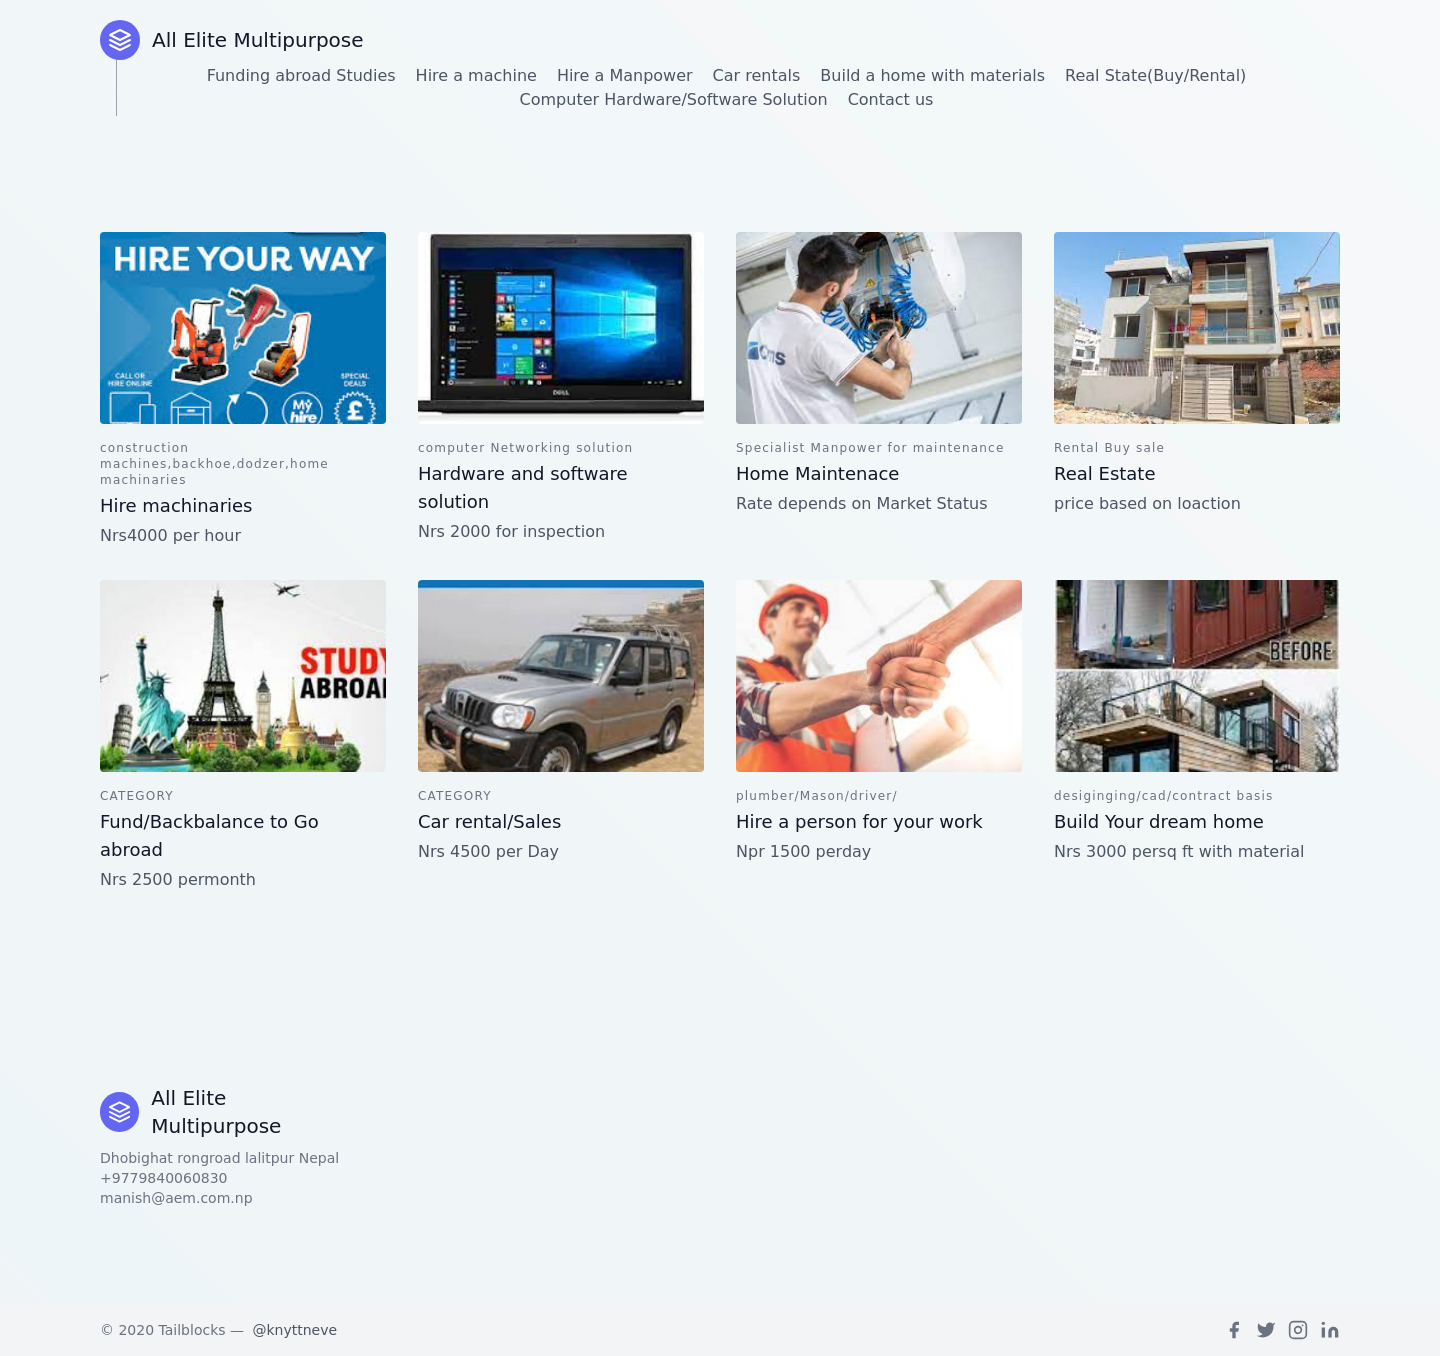 All Elite Multipurpose
Funding abroad Studies Hire a machine Hire a Manpower Car rentals Build a home with materials Real State(Buy/Rental)
Computer Hardware/Software Solution Contact us
HIRE YOUR WAY
CALL OR
HIRE ONLINE
SPECIAL
DEALS
My
hire
£
DELL
construction
machines,backhoe,dodzer,home
machinaries
Hire machinaries
Nrs4000 per hour
computer Networking solution
Hardware and software
solution
Nrs 2000 for inspection
Specialist Manpower for maintenance
Home Maintenace
Rate depends on Market Status
Rental Buy sale
Real Estate
price based on loaction
STUDY
ABROA
BEFORE
CATEGORY
Fund/Backbalance to Go
abroad
Nrs 2500 permonth
CATEGORY
Car rental/Sales
Nrs 4500 per Day
plumber/Mason/driver/
Hire a person for your work
Npr 1500 perday
desiginging/cad/contract basis
Build Your dream home
Nrs 3000 persq ft with material
All Elite
Multipurpose
Dhobighat rongroad lalitpur Nepal
+9779840060830
manish@aem.com.np
© 2020 Tailblocks — @knyttneve